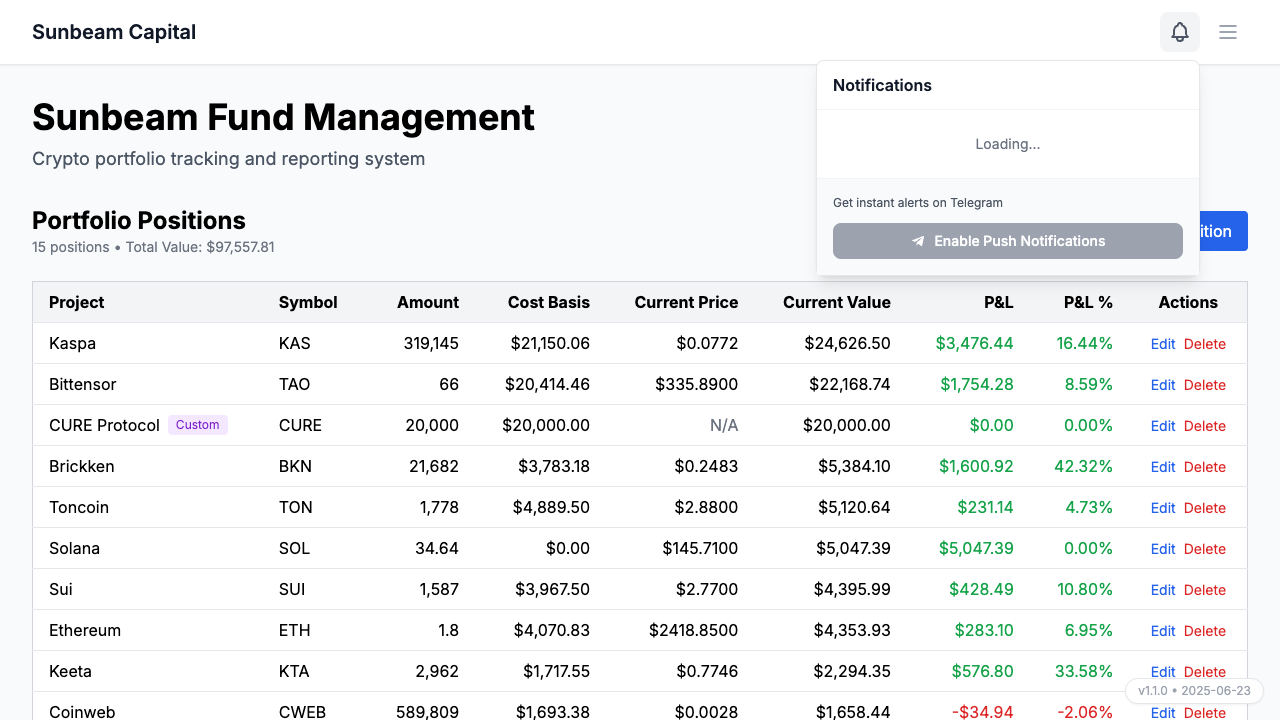 Sunbeam Capital
Notifications
Loading...
Get instant alerts on Telegram
Enable Push Notifications
Sunbeam Fund Management
Crypto portfolio tracking and reporting system
Portfolio Positions
15 positions • Total Value: $97,557.81
Project Symbol Amount Cost Basis Current Price Current Value P&L P&L % Actions
Kaspa KAS 319,145 $21,150.06 $0.0772 $24,626.50 $3,476.44 16.44% Edit Delete
Bittensor TAO 66 $20,414.46 $335.8900 $22,168.74 $1,754.28 8.59% Edit Delete
CURE Protocol Custom CURE 20,000 $20,000.00 N/A $20,000.00 $0.00 0.00% Edit Delete
Brickken BKN 21,682 $3,783.18 $0.2483 $5,384.10 $1,600.92 42.32% Edit Delete
Toncoin TON 1,778 $4,889.50 $2.8800 $5,120.64 $231.14 4.73% Edit Delete
Solana SOL 34.64 $0.00 $145.7100 $5,047.39 $5,047.39 0.00% Edit Delete
Sui SUI 1,587 $3,967.50 $2.7700 $4,395.99 $428.49 10.80% Edit Delete
Ethereum ETH 1.8 $4,070.83 $2418.8500 $4,353.93 $283.10 6.95% Edit Delete
Keeta KTA 2,962 $1,717.55 $0.7746 $2,294.35 $576.80 33.58% Edit Delete
Coinweb CWEB 589,809 $1,693.38 $0.0028 $1,658.44 -$34.94 -2.06% Edit Delete
v1.1.0 • 2025-06-23